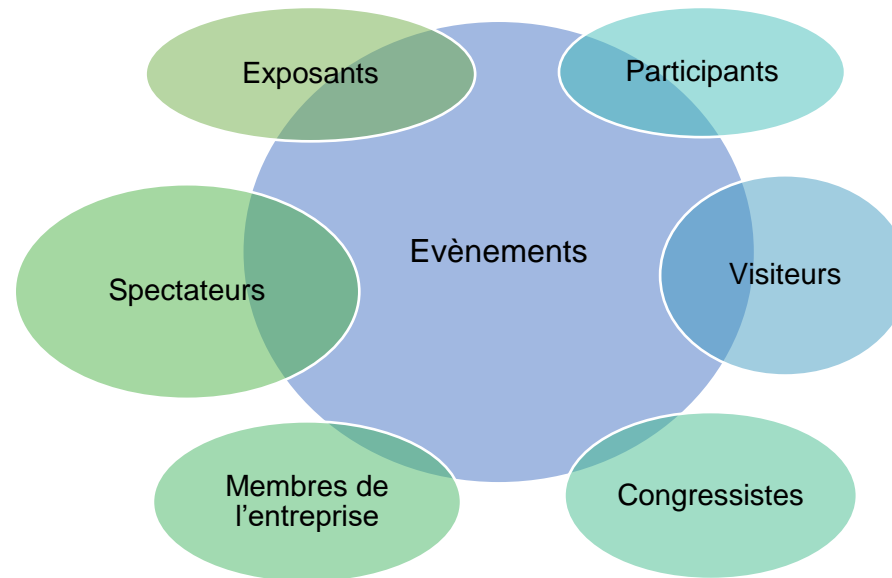 Exposants
Participants
Evènements
Spectateurs
Visiteurs
Membres de
l’entreprise
Congressistes